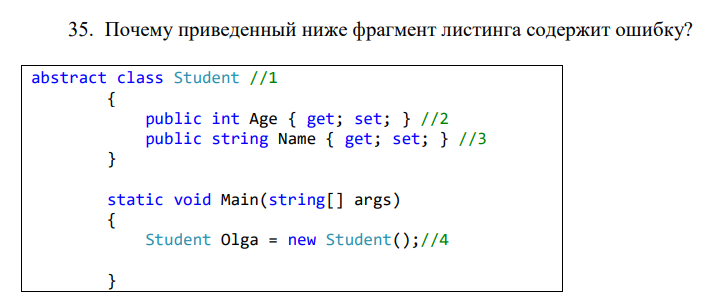 35. Почему приведенный ниже фрагмент листинга содержит ошибку?
abstract class Student //1
{
public int Age { get; set; } //2
public string Name { get; set; } //3
}
static void Main(string[] args)
{
Student Olga = new Student();//4
}